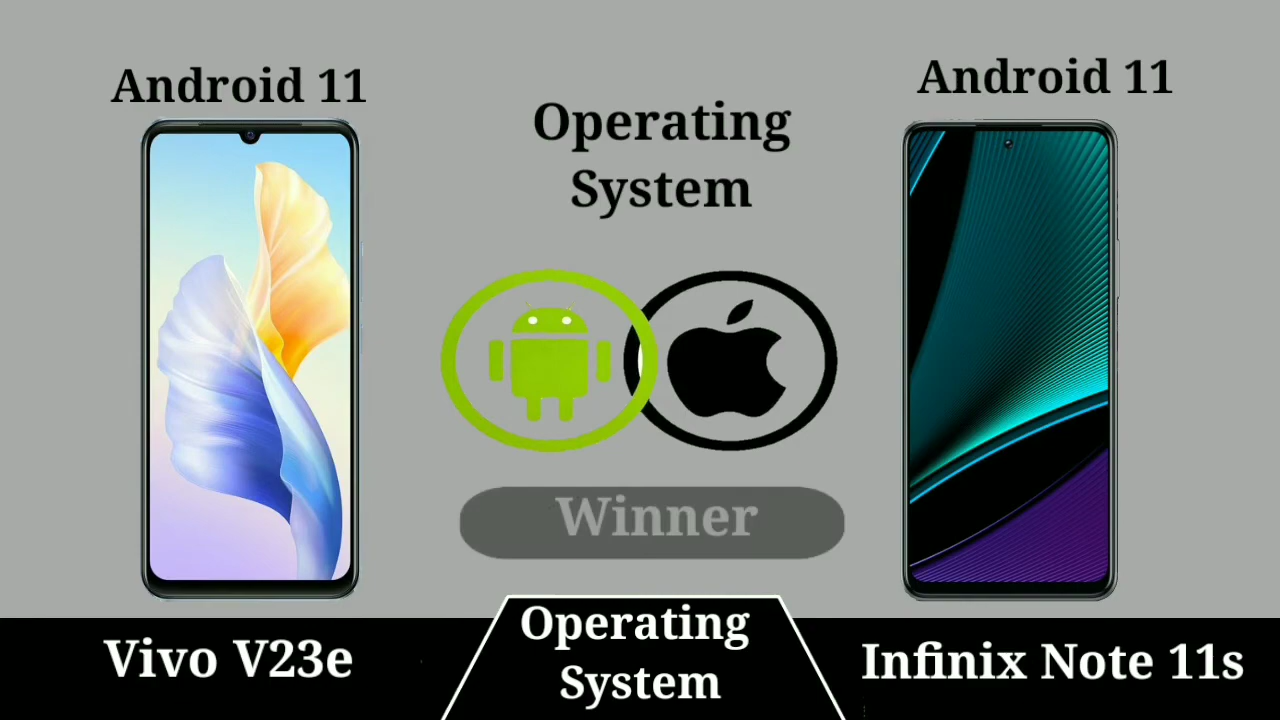 Android 11
Operating
System
Android 11
Winner
Vivo V23e
Operating
System
Infinix Note 11s